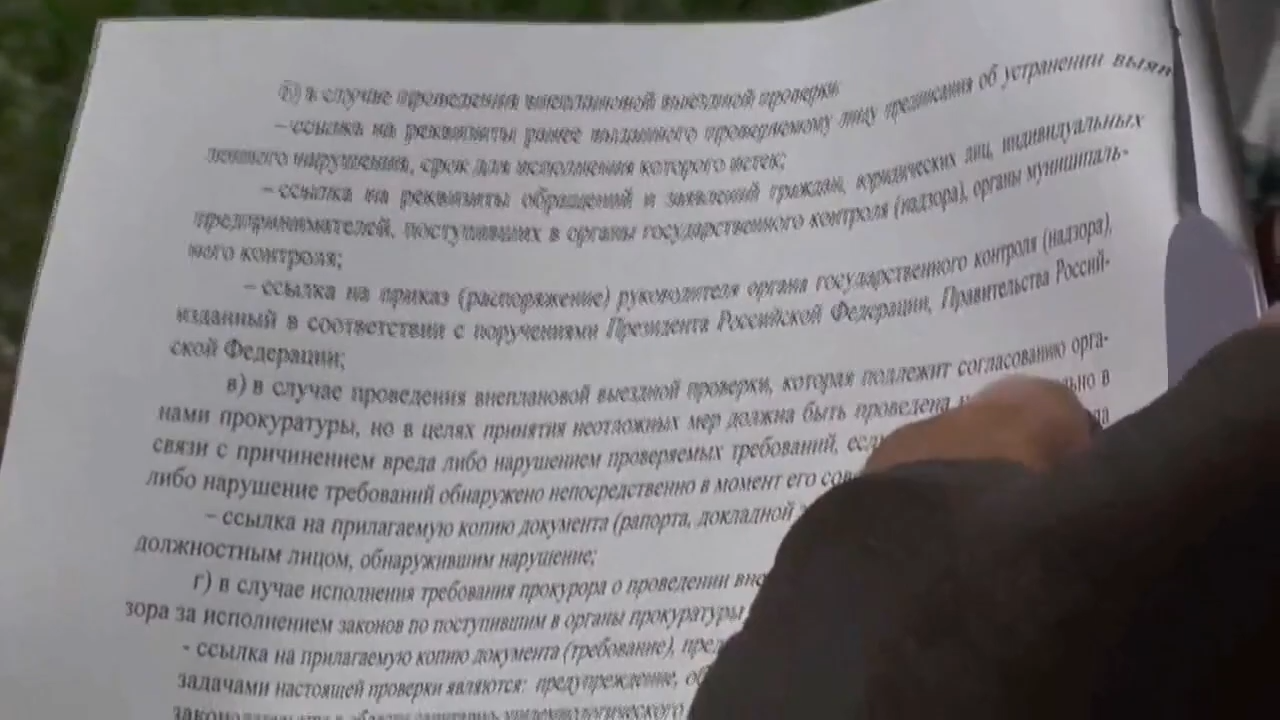 б) в случае проведения внеплановой выездной проверки:
– ссылка на реквизиты ранее выданного проверяемому лицу предписания об устранении выяв
ленного нарушения, срок для исполнения которого истек;
– ссылка на реквизиты обращений и заявлений граждан, юридических лиц, индивидуальных
предпринимателей, поступивших в органы государственного контроля (надзора), органы муниципаль-
ного контроля;
– ссылка на приказ (распоряжение) руководителя органа государственного контроля (надзора),
изданный в соответствии с поручениями Президента Российской Федерации, Правительства Россий-
ской Федерации;
в) в случае проведения внеплановой выездной проверки, которая подлежит согласованию орга-
нами прокуратуры, но в целях принятия неотложных мер должна быть проведена в
связи с причинением вреда либо нарушением проверяемых требований,
либо нарушение требований обнаружено непосредственно в момент его
– ссылка на прилагаемую копию документа (рапорта, докладной
должностным лицом, обнаружившим нарушение;
г) в случае исполнения требования прокурора о проведении
зора за исполнением законов по поступившим в органы прокуратуры
- ссылка на прилагаемую копию документа (требование),
задачами настоящей проверки являются: предупреждение,